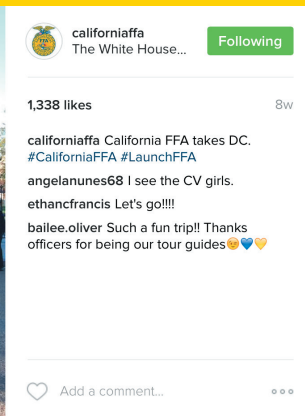 californiaffa
The White House...
Following
1,338 likes
8w
californiaffa California FFA takes DC.
#CaliforniaFFA #LaunchFFA
angelanunes68 I see the CV girls.
ethancfrancis Let's go!!!!
bailee.oliver Such a fun trip!! Thanks
officers for being our tour guides😉💙💛
Add a comment...